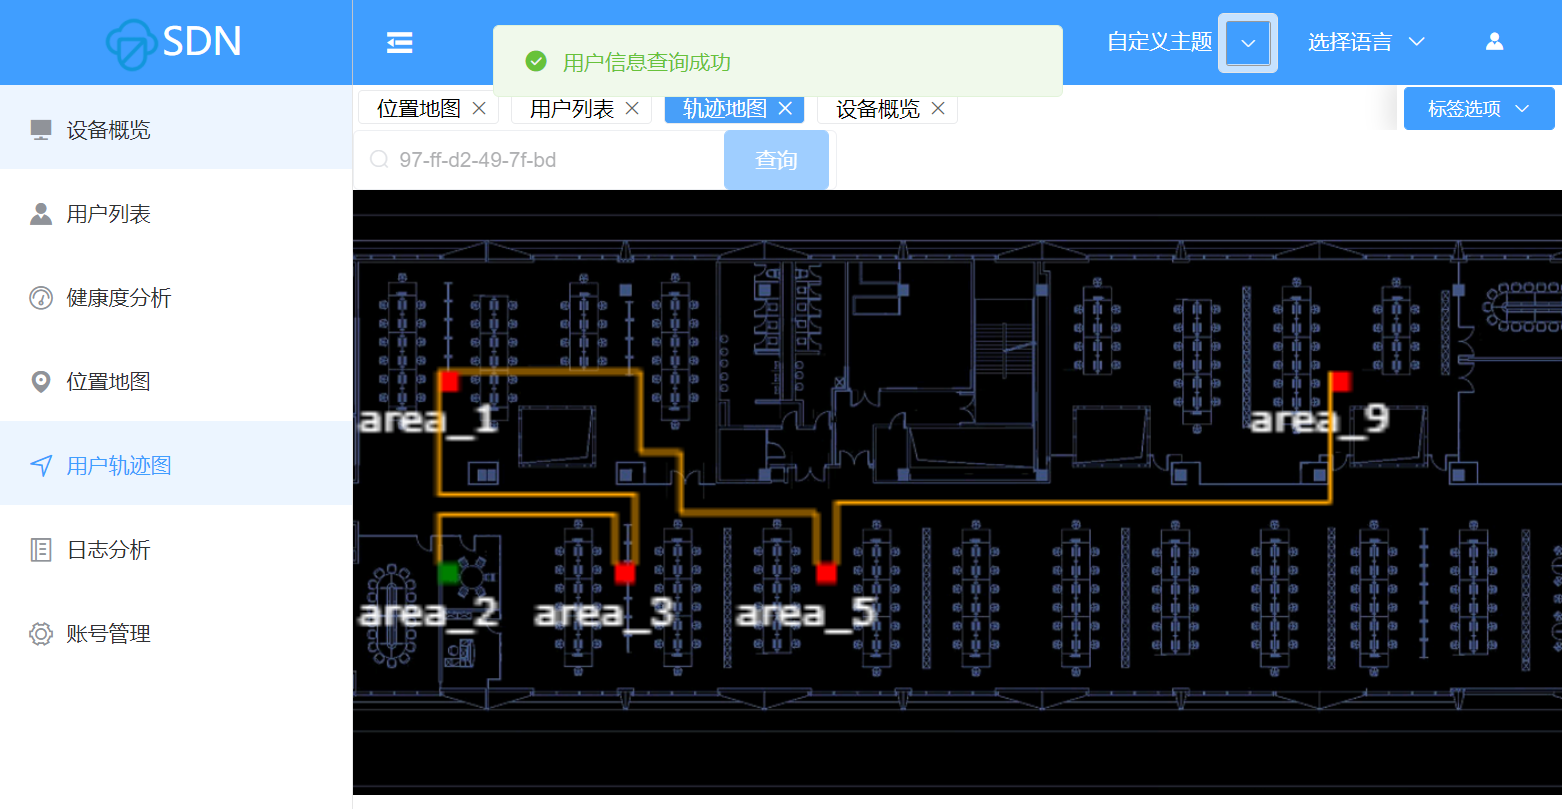 SDN
用户信息查询成功
自定义主题
选择语言
位置地图
用户列表
轨迹地图
设备概览
标签选项
97-ff-d2-49-7f-bd
查询
设备概览
用户列表
健康度分析
位置地图
用户轨迹图
日志分析
账号管理
area_1
area_9
area_2
area_3
area_5